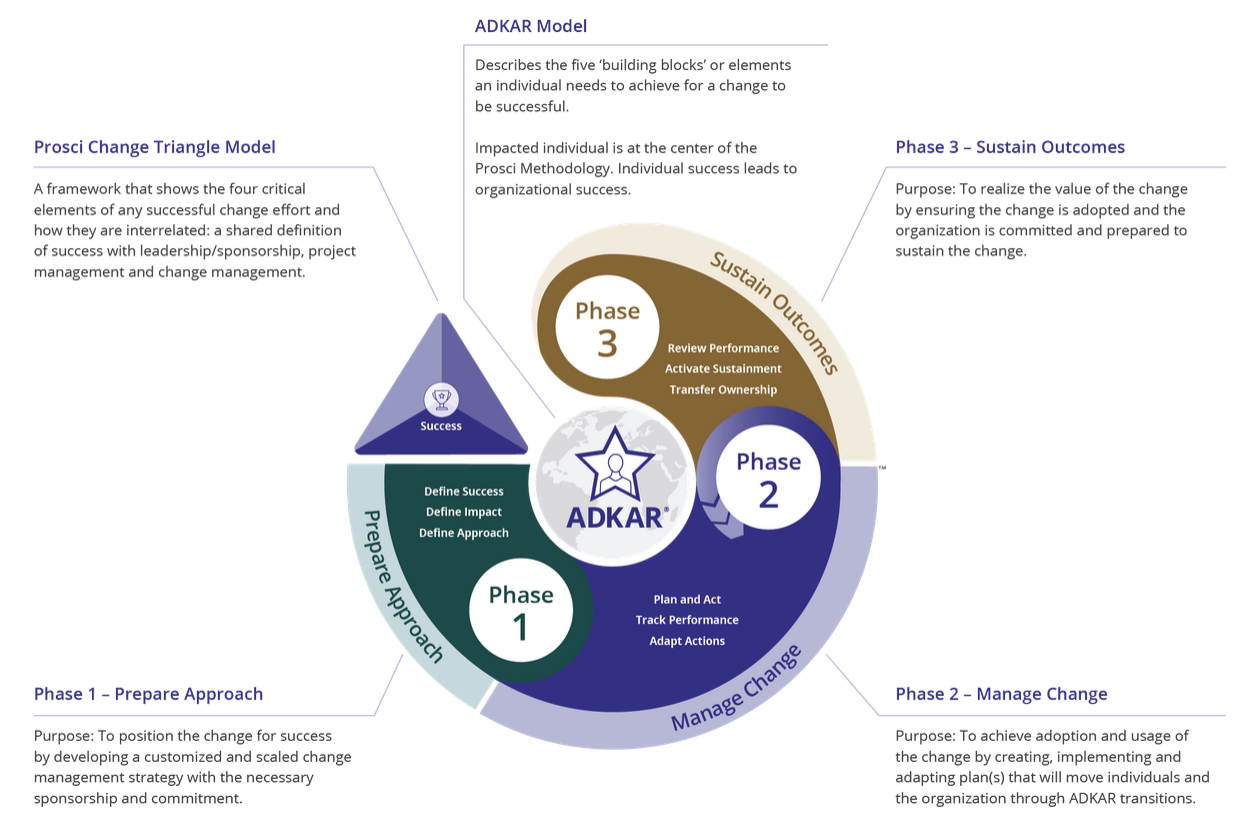 ADKAR Model
Describes the five ‘building blocks’ or elements
an individual needs to achieve for a change to
be successful.
Impacted individual is at the center of the
Prosci Methodology. Individual success leads to
organizational success.
Prosci Change Triangle Model
A framework that shows the four critical
elements of any successful change effort and
how they are interrelated: a shared definition
of success with leadership/sponsorship, project
management and change management.
Phase 3 – Sustain Outcomes
Purpose: To realize the value of the change
by ensuring the change is adopted and the
organization is committed and prepared to
sustain the change.
Sustain Outcomes
Phase
3
Review Performance
Activate Sustainment
Transfer Ownership
Success
Phase
2
™
ADKAR®
Define Success
Define Impact
Define Approach
Prepare Approach
Phase
1
Plan and Act
Track Performance
Adapt Actions
Manage Change
Phase 1 – Prepare Approach
Purpose: To position the change for success
by developing a customized and scaled change
management strategy with the necessary
sponsorship and commitment.
Phase 2 – Manage Change
Purpose: To achieve adoption and usage of
the change by creating, implementing and
adapting plan(s) that will move individuals and
the organization through ADKAR transitions.